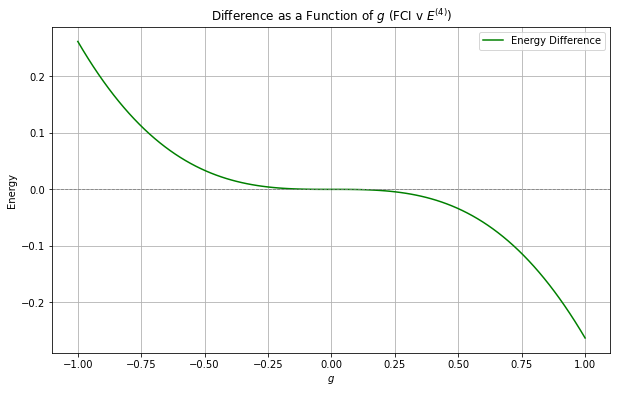 Difference as a Function of g (FCI v E^(4))
Energy Difference
Energy
0.2
0.1
0.0
−0.1
−0.2
−1.00 −0.75 −0.50 −0.25 0.00 0.25 0.50 0.75 1.00
g